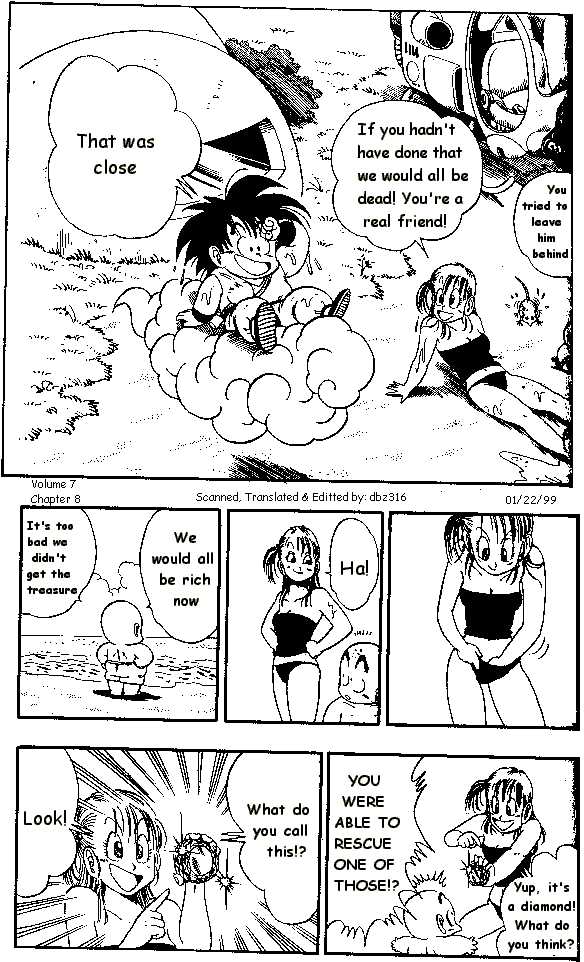 That was
close
If you hadn't
have done that
we would all be
dead! You're a
real friend!
You
tried to
leave
him
behind
Volume 7
Chapter 8
Scanned, Translated & Editted by: dbz316
01/22/99
It's too
bad we
didn't
get the
treasure
We
would all
be rich
now
Ha!
Look!
What do
you call
this!?
YOU
WERE
ABLE TO
RESCUE
ONE OF
THOSE!?
Yup, it's
a diamond!
What do
you think?